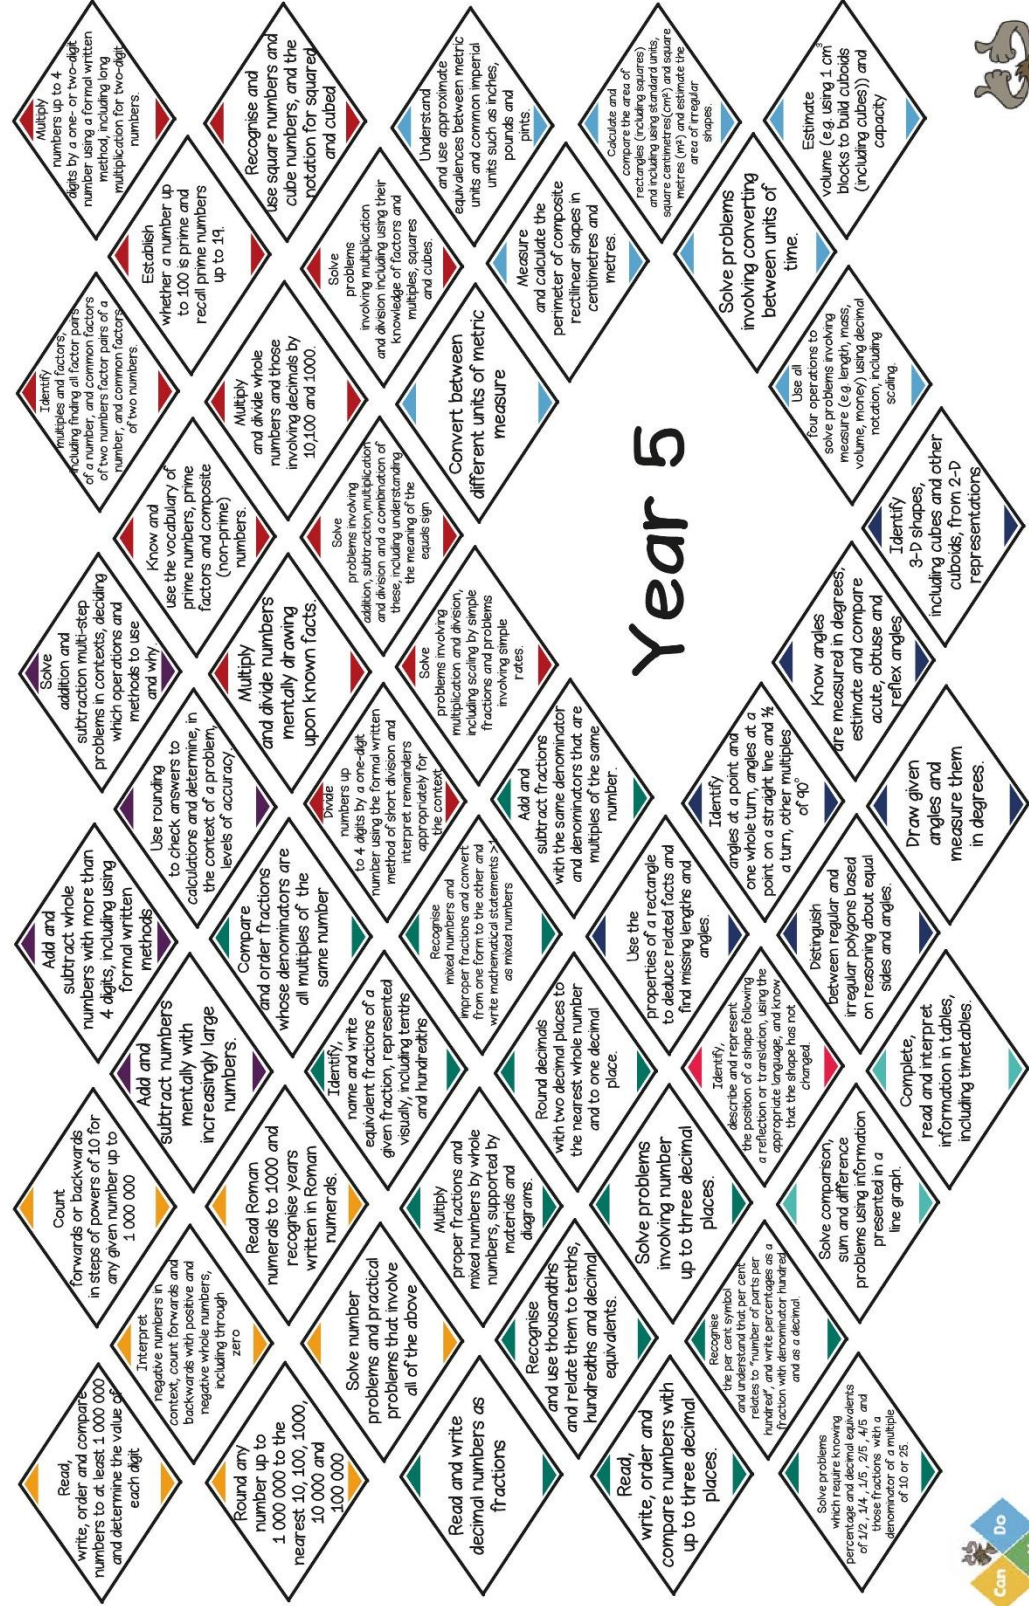 Read,
write, order and compare
numbers to at least 1 000 000
and determine the value of
each digit
Count
forwards or backwards
in steps of powers of 10 for
any given number up to
1 000 000
Add and
subtract whole
numbers with more than
4 digits, including using
formal written
methods
Solve
addition and
subtraction multi-step
problems in contexts, deciding
which operations and
methods to use
and why
Identify
multiples and factors,
including finding all factor pairs
of a number, and common factors
of two numbers factor pairs of a
number, and common factors
of two numbers.
Multiply
numbers up to 4
digits by a one- or two-digit
number using a formal written
method, including long
multiplication for two-digit
numbers.
Interpret
negative numbers in
context, count forwards and
backwards with positive and
negative whole numbers,
including through
zero
Add and
subtract numbers
mentally with
increasingly large
numbers.
Use rounding
to check answers to
calculations and determine, in
the context of a problem,
levels of accuracy.
Know and
use the vocabulary of
prime numbers, prime
factors and composite
(non-prime)
numbers.
Establish
whether a number up
to 100 is prime and
recall prime numbers
up to 19.
Round any
number up to
1 000 000 to the
nearest 10, 100, 1000,
10 000 and
100 000
Read Roman
numerals to 1000 and
recognise years
written in Roman
numerals.
Compare
and order fractions
whose denominators are
all multiples of the
same number
Multiply
and divide numbers
mentally drawing
upon known facts.
Multiply
and divide whole
numbers and those
involving decimals by
10,100 and 1000.
Recognise and
use square numbers and
cube numbers, and the
notation for squared
and cubed
Solve number
problems and practical
problems that involve
all of the above
Identify,
name and write
equivalent fractions of a
given fraction, represented
visually, including tenths
and hundredths
Divide
numbers up
to 4 digits by a one-digit
number using the formal written
method of short division and
interpret remainders
appropriately for
the context
Solve
problems involving
addition, subtraction,multiplication
and division and a combination of
these, including understanding
the meaning of the
equals sign
Solve
problems
involving multiplication
and division including using their
knowledge of factors and
multiples, squares
and cubes.
Read and write
decimal numbers as
fractions
Multiply
proper fractions and
mixed numbers by whole
numbers, supported by
materials and
diagrams.
Recognise
mixed numbers and
improper fractions and convert
from one form to the other and
write mathematical statements >1
as mixed numbers
Solve
problems involving
multiplication and division,
including scaling by simple
fractions and problems
involving simple
rates.
Convert between
different units of metric
measure
Understand
and use approximate
equivalences between metric
units and common imperial
units such as inches,
pounds and
pints.
Recognise
and use thousandths
and relate them to tenths,
hundredths and decimal
equivalents.
Round decimals
with two decimal places to
the nearest whole number
and to one decimal
place.
Add and
subtract fractions
with the same denominator
and denominators that are
multiples of the same
number.
Measure
and calculate the
perimeter of composite
rectilinear shapes in
centimetres and
metres.
Read,
write, order and
compare numbers with
up to three decimal
places.
Solve problems
involving number
up to three decimal
places.
Use the
properties of a rectangle
to deduce related facts and
find missing lengths and
angles.
Year 5
Calculate and
compare the area of
rectangles (including squares)
and including using standard units,
square centimetres(cm²) and square
metres (m²) and estimate the
area of irregular
shapes.
Recognise
the per cent symbol
and understand that per cent
relates to "number of parts per
hundred", and write percentages as a
fraction with denominator hundred,
and as a decimal.
Identify,
describe and represent
the position of a shape following
a reflection or translation, using the
appropriate language, and know
that the shape has not
changed.
Identify
angles at a point and
one whole turn, angles at a
point on a straight line and ½
a turn, other multiples
of 90°
Solve problems
involving converting
between units of
time.
Solve problems
which require knowing
percentage and decimal equivalents
of 1/2 , 1/4 , 1/5 , 2/5 , 4/5 and
those fractions with a
denominator of a multiple
of 10 or 25.
Solve comparison,
sum and difference
problems using information
presented in a
line graph.
Distinguish
between regular and
irregular polygons based
on reasoning about equal
sides and angles.
Know angles
are measured in degrees,
estimate and compare
acute, obtuse and
reflex angles
Use all
four operations to
solve problems involving
measure (e.g. length, mass,
volume, money) using decimal
notation, including
scaling.
Estimate
volume (e.g. using 1 cm³
blocks to build cuboids
(including cubes)) and
capacity
Complete,
read and interpret
information in tables,
including timetables.
Draw given
angles and
measure them
in degrees.
Identify
3-D shapes,
including cubes and other
cuboids, from 2-D
representations
Can Do